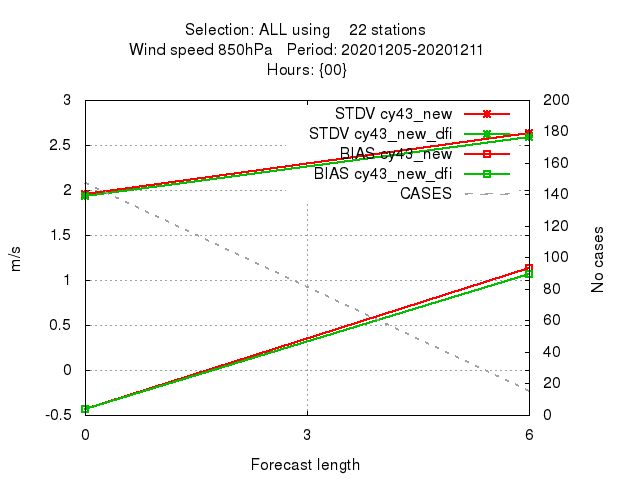 Selection: ALL using 22 stations
Wind speed 850hPa Period: 20201205-20201211
Hours: {00}
STDV cy43_new
STDV cy43_new_dfi
BIAS cy43_new
BIAS cy43_new_dfi
CASES
3
2.5
2
1.5
1
0.5
0
-0.5
m/s
200
180
160
140
120
100
80
60
40
20
0
No cases
0 3 6
Forecast length